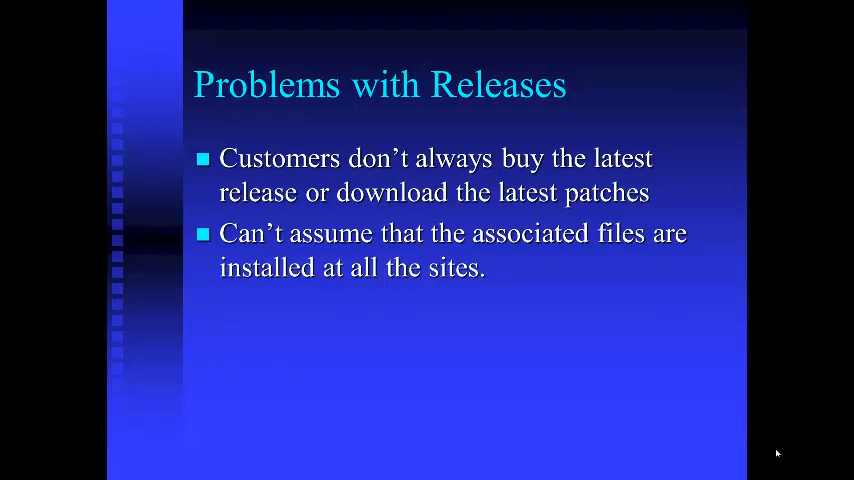 Problems with Releases
Customers don’t always buy the latest
release or download the latest patches
Can’t assume that the associated files are
installed at all the sites.